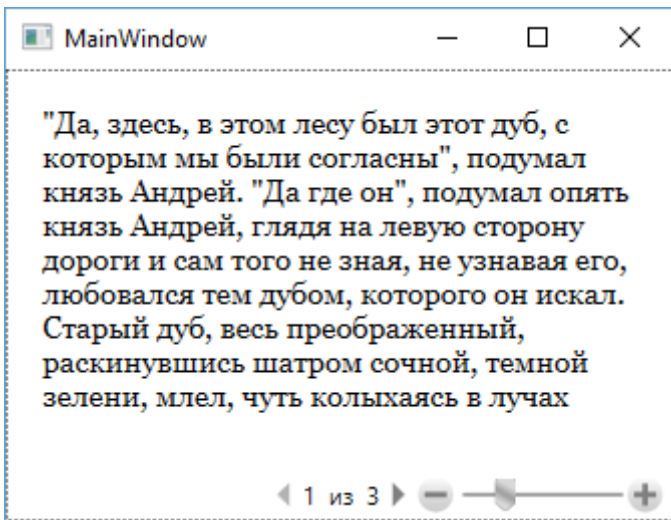 MainWindow
"Да, здесь, в этом лесу был этот дуб, с
которым мы были согласны", подумал
князь Андрей. "Да где он", подумал опять
князь Андрей, глядя на левую сторону
дороги и сам того не зная, не узнавая его,
любовался тем дубом, которого он искал.
Старый дуб, весь преображенный,
раскинувшись шатром сочной, темной
зелени, млел, чуть колыхаясь в лучах
1 из 3